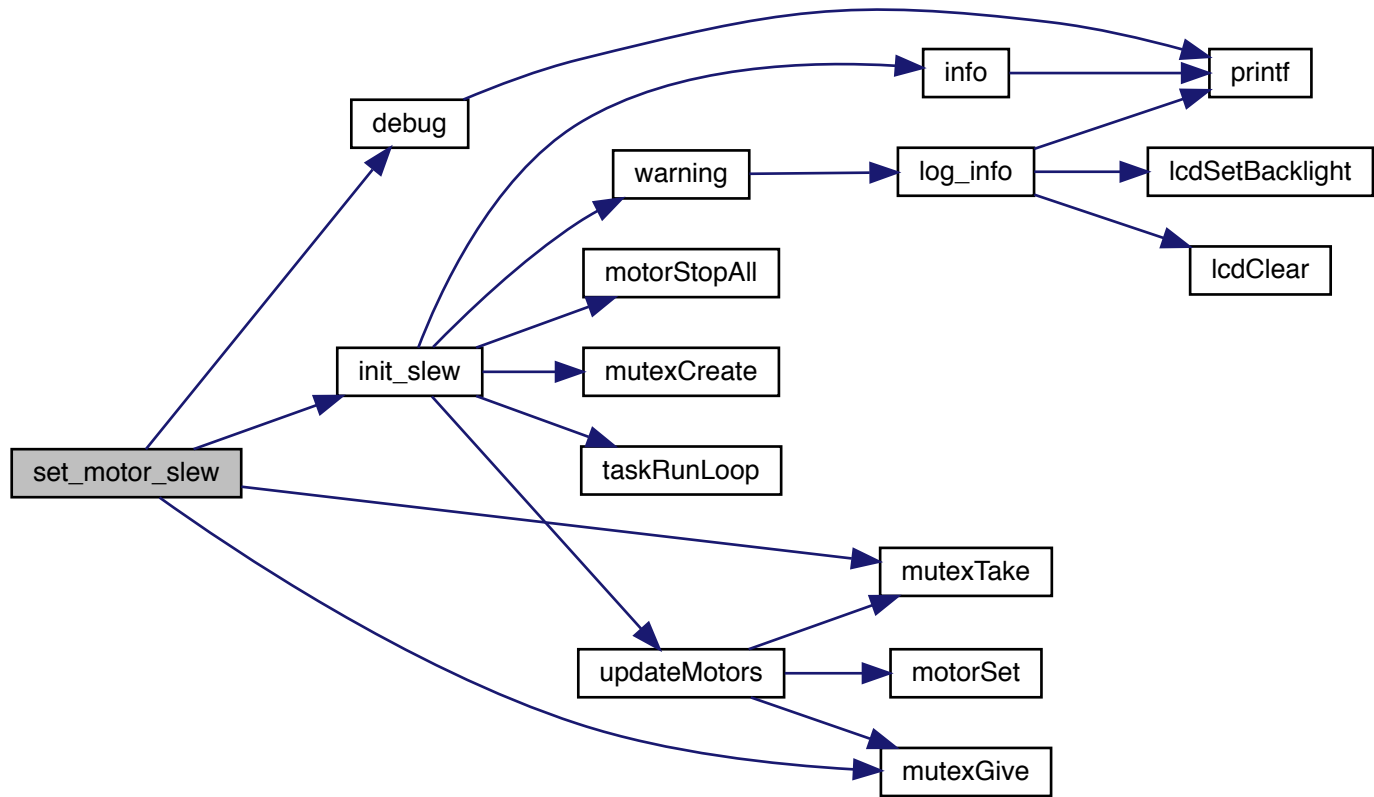 info
printf
debug
warning
log_info
lcdSetBacklight
motorStopAll
lcdClear
init_slew
mutexCreate
set_motor_slew
taskRunLoop
mutexTake
updateMotors
motorSet
mutexGive